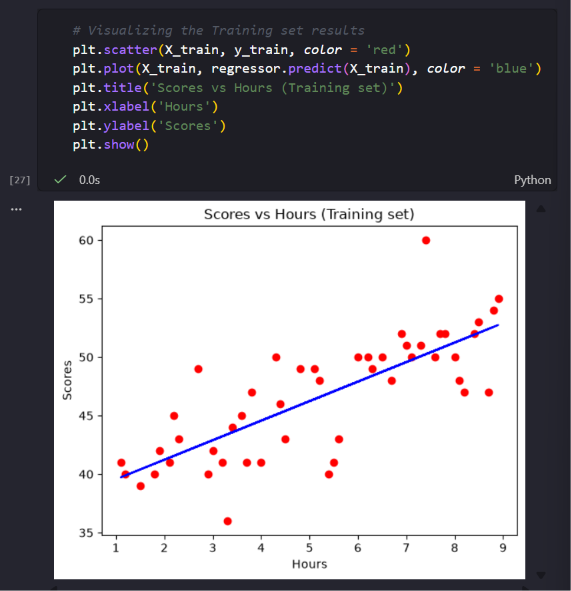 # Visualizing the Training set results
plt.scatter(X_train, y_train, color = 'red')
plt.plot(X_train, regressor.predict(X_train), color = 'blue')
plt.title('Scores vs Hours (Training set)')
plt.xlabel('Hours')
plt.ylabel('Scores')
plt.show()
[27]
0.0s
Python
...
Scores vs Hours (Training set)
60
55
50
45
40
35
Scores
1 2 3 4 5 6 7 8 9
Hours